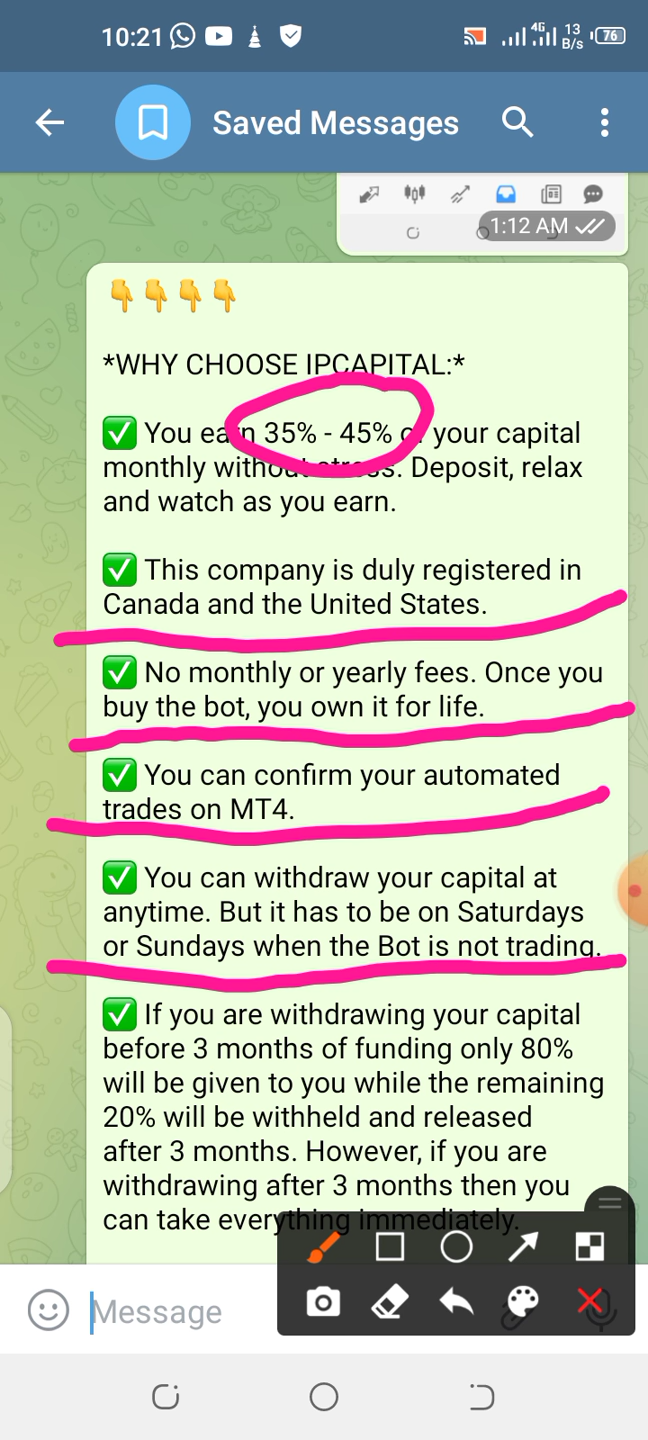 10:21 4G 13 B/s 76
Saved Messages
1:12 AM
👇👇👇👇
*WHY CHOOSE IPCAPITAL:*
✅ You earn 35% - 45% of your capital
monthly without stress. Deposit, relax
and watch as you earn.
✅ This company is duly registered in
Canada and the United States.
✅ No monthly or yearly fees. Once you
buy the bot, you own it for life.
✅ You can confirm your automated
trades on MT4.
✅ You can withdraw your capital at
anytime. But it has to be on Saturdays
or Sundays when the Bot is not trading.
✅ If you are withdrawing your capital
before 3 months of funding only 80%
will be given to you while the remaining
20% will be withheld and released
after 3 months. However, if you are
withdrawing after 3 months then you
can take everything immediately.
Message